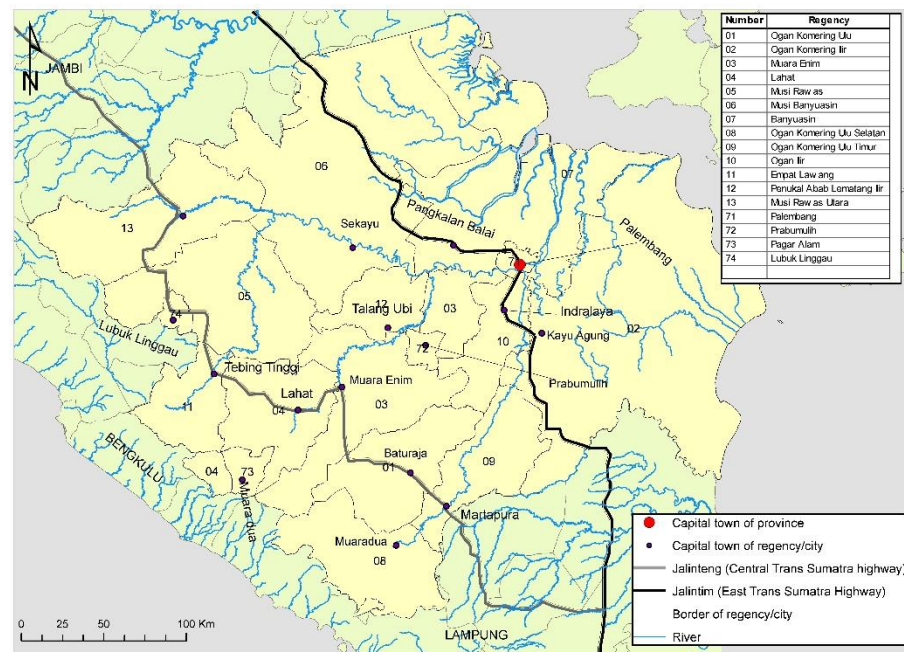 Number Regency
01 Ogan Komering Ulu
02 Ogan Komering Ilir
03 Muara Enim
04 Lahat
05 Musi Rawas
06 Musi Banyuasin
07 Banyuasin
08 Ogan Komering Ulu Selatan
09 Ogan Komering Ulu Timur
10 Ogan Ilir
11 Empat Lawang
12 Penukal Abab Lematang Ilir
13 Musi Rawas Utara
71 Palembang
72 Prabumulih
73 Pagar Alam
74 Lubuk Linggau
JAMBI
N
06
07
13
Sekayu
Pangkalan Balai
Palembang
05
12
Talang Ubi
03
Indralaya
02
74
Lubuk Linggau
72
10
Kayu Agung
Tebing Tinggi
Muara Enim
Prabumulih
11
Lahat
04
03
BENGKULU
04
73
Muara dua
Baturaja
01
09
Martapura
Muaradua
08
LAMPUNG
Capital town of province
Capital town of regency/city
Jalinteng (Central Trans Sumatra highway)
Jalintim (East Trans Sumatra Highway)
Border of regency/city
River
0 25 50 100 Km